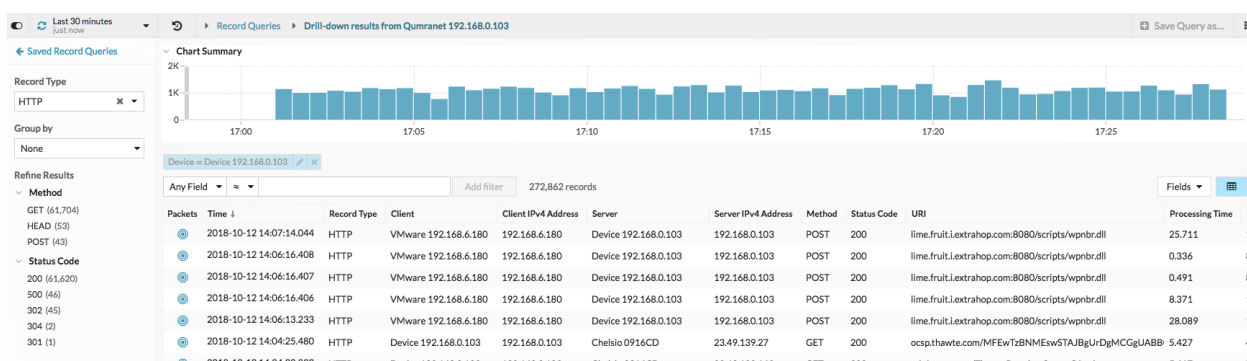 Last 30 minutes
just now
Record Queries Drill-down results from Qumranet 192.168.0.103
Save Query as...
Saved Record Queries
Record Type
HTTP
Group by
None
Refine Results
Method
GET (61,704)
HEAD (53)
POST (43)
Status Code
200 (61,620)
500 (46)
302 (45)
304 (2)
301 (1)
Chart Summary
2K
1K
0
17:00 17:05 17:10 17:15 17:20 17:25
Device = Device 192.168.0.103
Any Field ≈ Add filter 272,862 records Fields
Packets Time ↓ Record Type Client Client IPv4 Address Server Server IPv4 Address Method Status Code URI Processing Time
2018-10-12 14:07:14.044 HTTP VMware 192.168.6.180 192.168.6.180 Device 192.168.0.103 192.168.0.103 POST 200 lime.fruit.i.extrahop.com:8080/scripts/wpnbr.dll 25.711
2018-10-12 14:06:16.408 HTTP VMware 192.168.6.180 192.168.6.180 Device 192.168.0.103 192.168.0.103 POST 200 lime.fruit.i.extrahop.com:8080/scripts/wpnbr.dll 0.336
2018-10-12 14:06:16.407 HTTP VMware 192.168.6.180 192.168.6.180 Device 192.168.0.103 192.168.0.103 POST 200 lime.fruit.i.extrahop.com:8080/scripts/wpnbr.dll 0.491
2018-10-12 14:06:16.406 HTTP VMware 192.168.6.180 192.168.6.180 Device 192.168.0.103 192.168.0.103 POST 200 lime.fruit.i.extrahop.com:8080/scripts/wpnbr.dll 8.371
2018-10-12 14:06:13.233 HTTP VMware 192.168.6.180 192.168.6.180 Device 192.168.0.103 192.168.0.103 POST 200 lime.fruit.i.extrahop.com:8080/scripts/wpnbr.dll 28.089
2018-10-12 14:04:25.480 HTTP Device 192.168.0.103 192.168.0.103 Chelsio 0916CD 23.49.139.27 GET 200 ocsp.thawte.com/MFEwTzBNMEswSTAJBgUrDgMCGgUABB 5.427